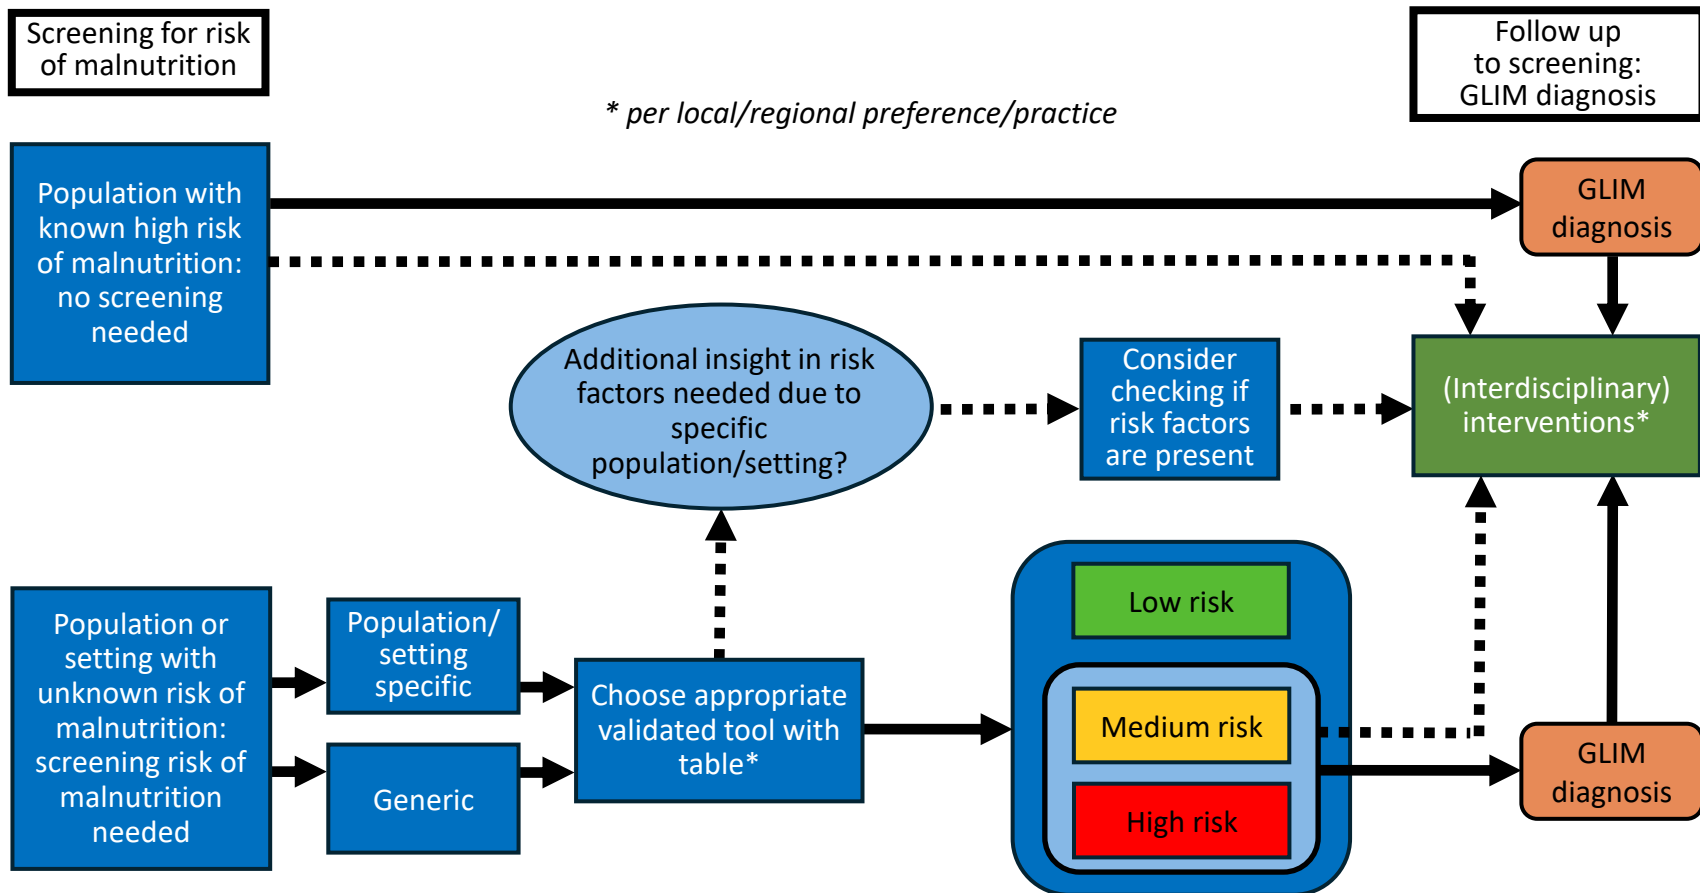 Screening for risk
of malnutrition
Follow up
to screening:
GLIM diagnosis
* per local/regional preference/practice
Population with
known high risk
of malnutrition:
no screening
needed
GLIM
diagnosis
Additional insight in risk
factors needed due to
specific
population/setting?
Consider
checking if
risk factors
are present
(Interdisciplinary)
interventions*
Population or
setting with
unknown risk of
malnutrition:
screening risk of
malnutrition
needed
Population/
setting
specific
Generic
Choose appropriate
validated tool with
table*
Low risk
Medium risk
High risk
GLIM
diagnosis